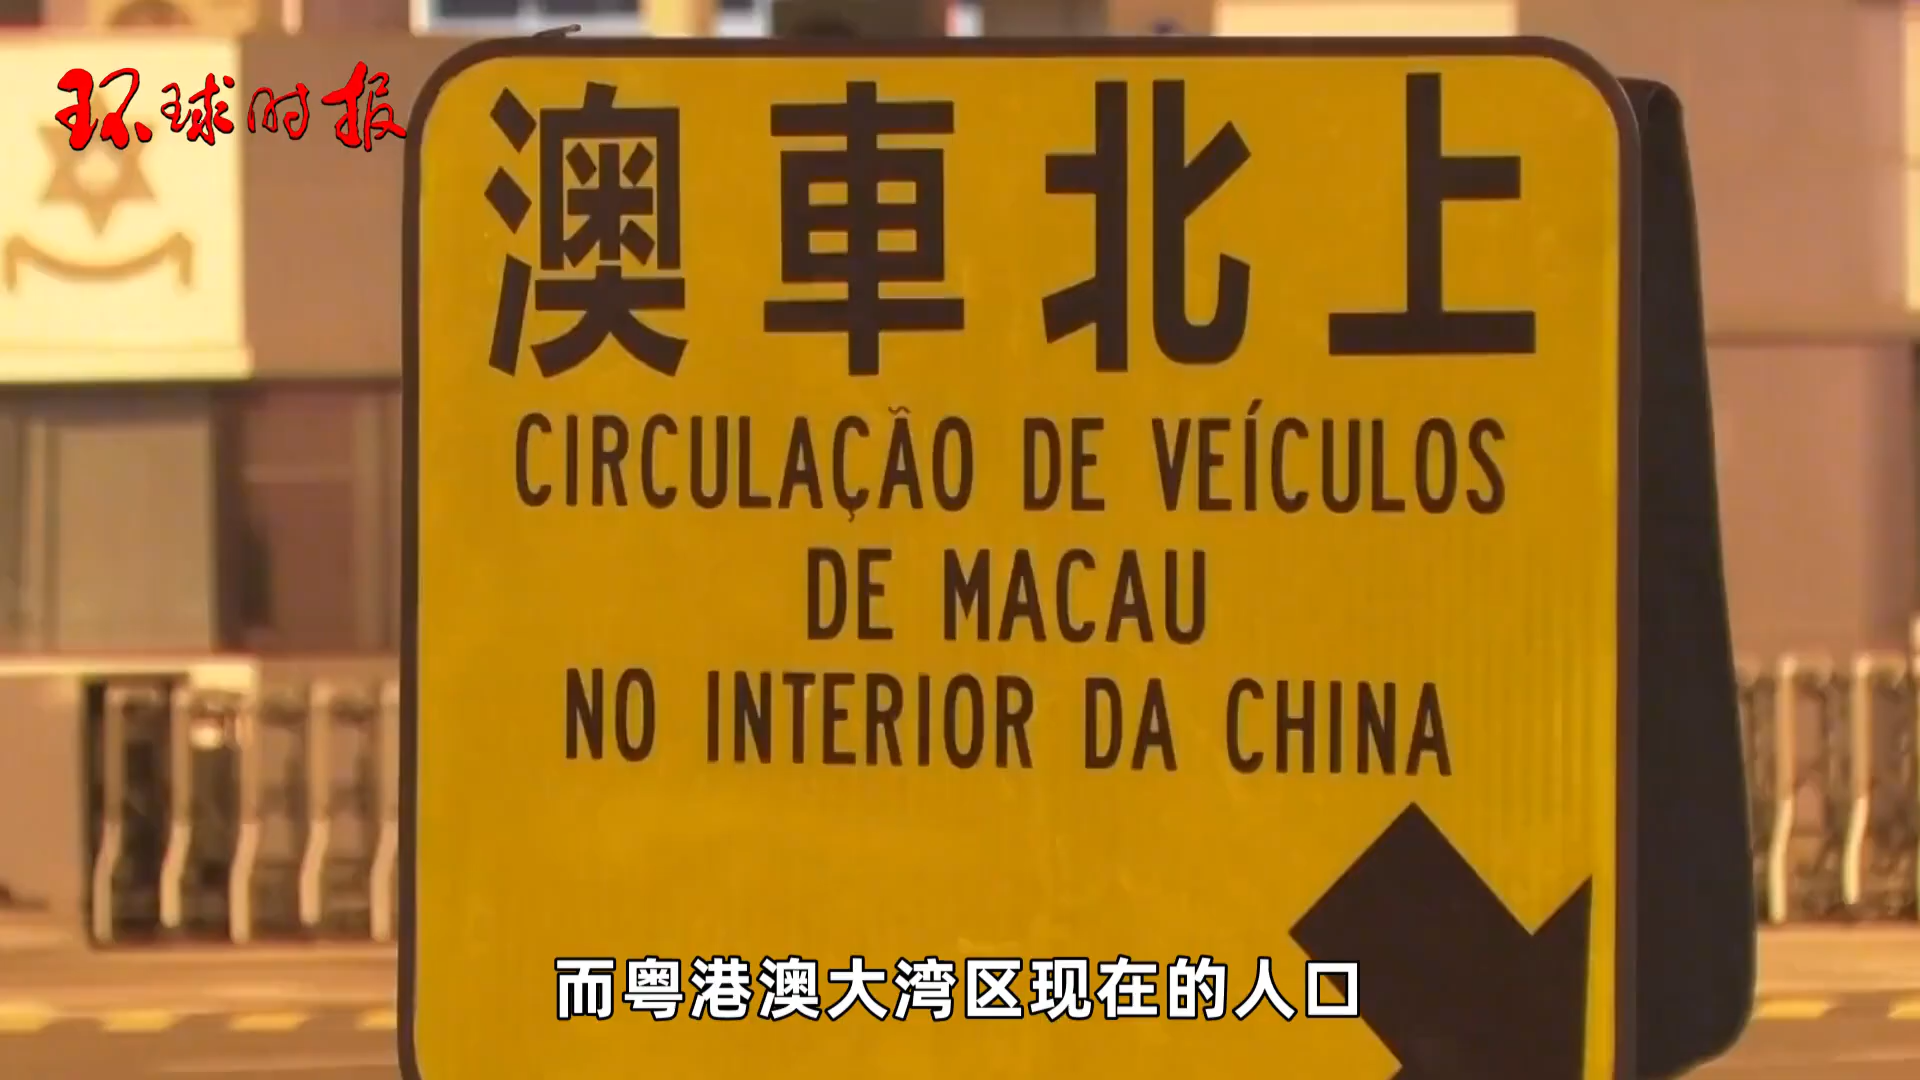 环球时报
澳車北上
CIRCULAÇÃO DE VEÍCULOS
DE MACAU
NO INTERIOR DA CHINA
而粤港澳大湾区现在的人口